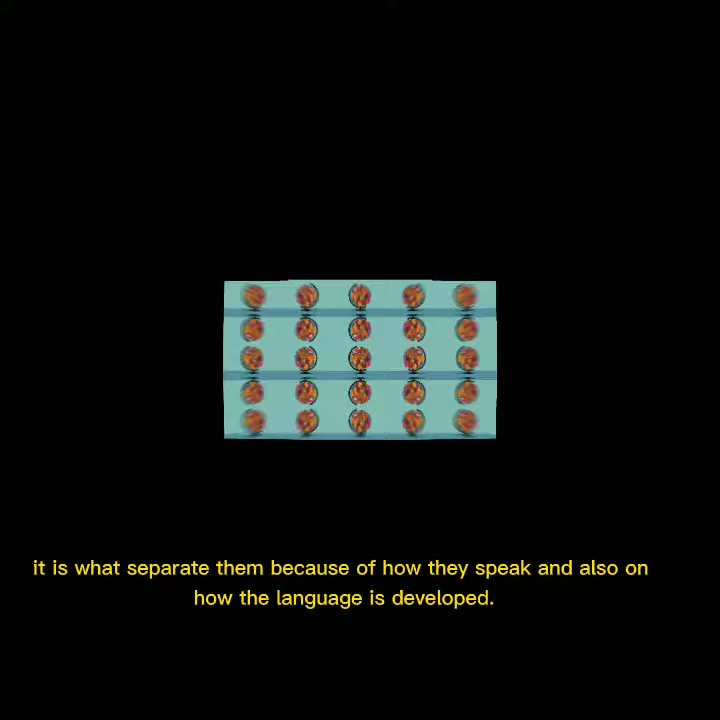 it is what separate them because of how they speak and also on
how the language is developed.